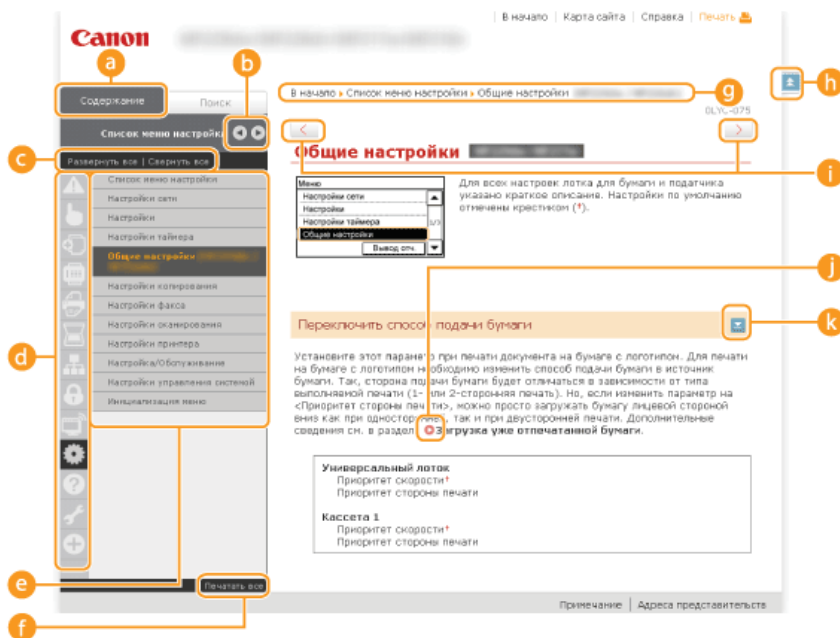 В начало | Карта сайта | Справка | Печать
Canon
a
b
h
Содержание
Поиск
В начало ▸ Список меню настройки ▸ Общие настройки
g
0LYC-075
Список меню настройки
c
Развернуть все | Свернуть все
Общие настройки
i
Список меню настройки
Настройки сети
Настройки
Настройки таймера
Общие настройки
Настройки копирования
Настройки факса
Настройки сканирования
Настройки принтера
Настройка/Обслуживание
Настройки управления системой
Инициализация меню
d
e
Печатать все
f
Меню
Настройки сети
Настройки
Настройки таймера
1/3
Общие настройки
Вывод отч.
Для всех настроек лотка для бумаги и податчика
указано краткое описание. Настройки по умолчанию
отмечены крестиком (†).
j
Переключить способ подачи бумаги
k
Установите этот параметр при печати документа на бумаге с логотипом. Для печати
на бумаге с логотипом необходимо изменить способ подачи бумаги в источник
бумаги. Так, сторона подачи бумаги будет отличаться в зависимости от типа
выполняемой печати (1- или 2-сторонняя печать). Но, если изменить параметр на
<Приоритет стороны печати>, можно просто загружать бумагу лицевой стороной
вниз как при односторонней, так и при двусторонней печати. Дополнительные
сведения см. в разделе Загрузка уже отпечатанной бумаги.
Универсальный лоток
Приоритет скорости†
Приоритет стороны печати
Кассета 1
Приоритет скорости†
Приоритет стороны печати
Примечание | Адреса представительств